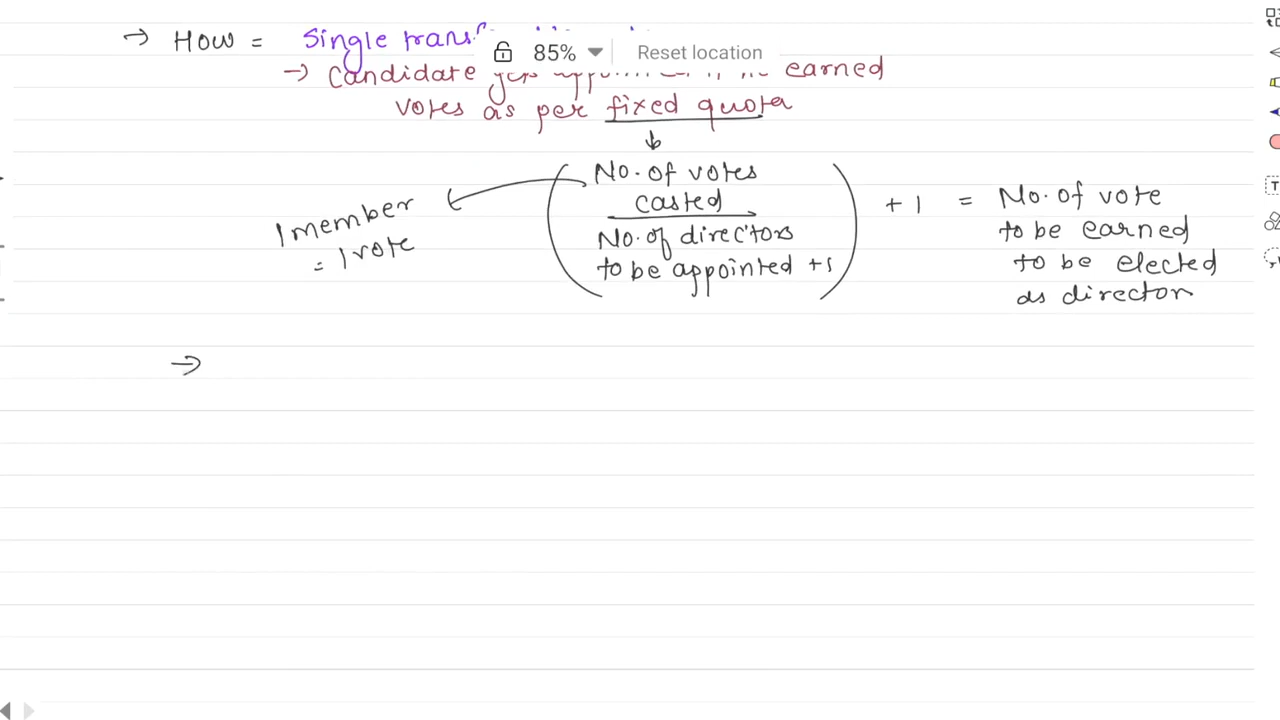 → How = Single
85% Reset location
→ Candidate earned
votes as per fixed quota
No. of votes
casted
No. of directors
to be appointed +1
+ 1 = No. of vote
to be earned
to be elected
as director
1 member
= 1 vote
→